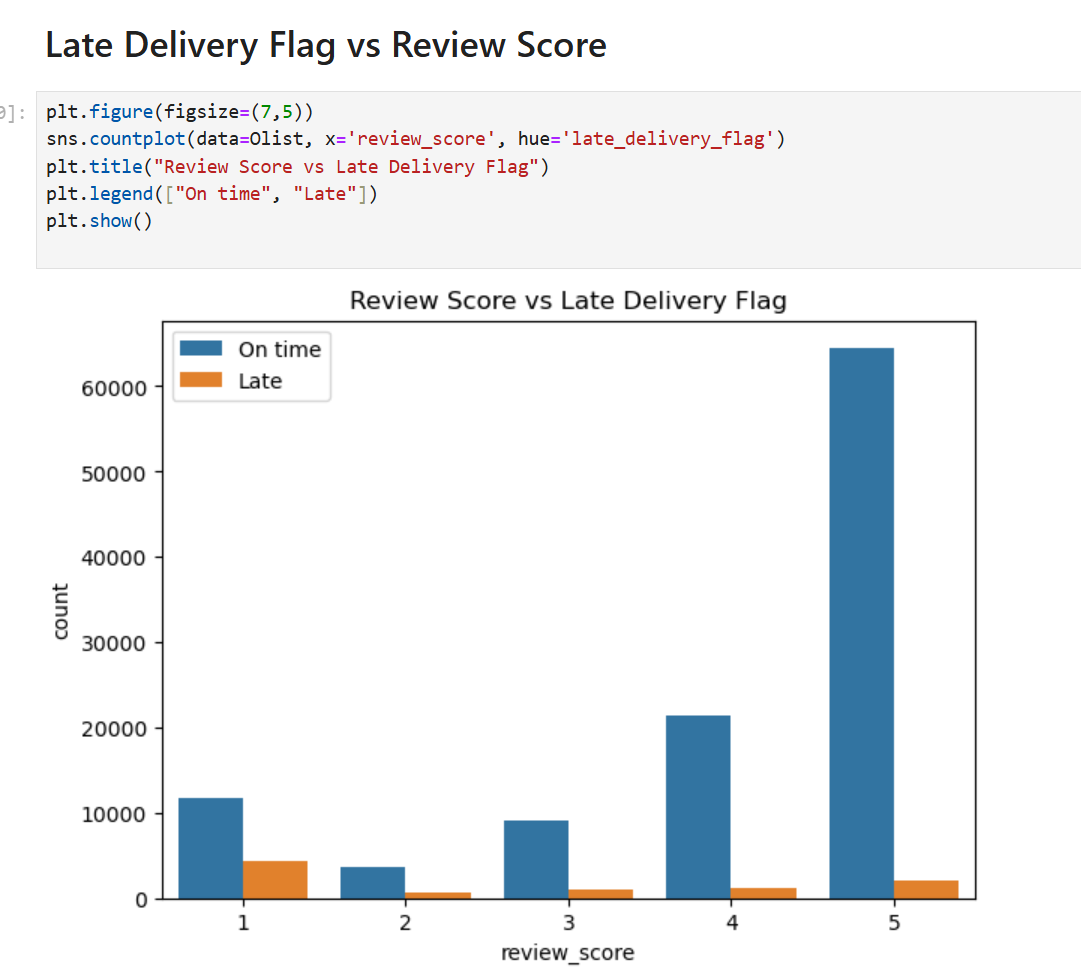 Late Delivery Flag vs Review Score
]:
plt.figure(figsize=(7,5))
sns.countplot(data=Olist, x='review_score', hue='late_delivery_flag')
plt.title("Review Score vs Late Delivery Flag")
plt.legend(["On time", "Late"])
plt.show()
Review Score vs Late Delivery Flag
On time
Late
60000
50000
40000
30000
20000
10000
0
count
1 2 3 4 5
review_score